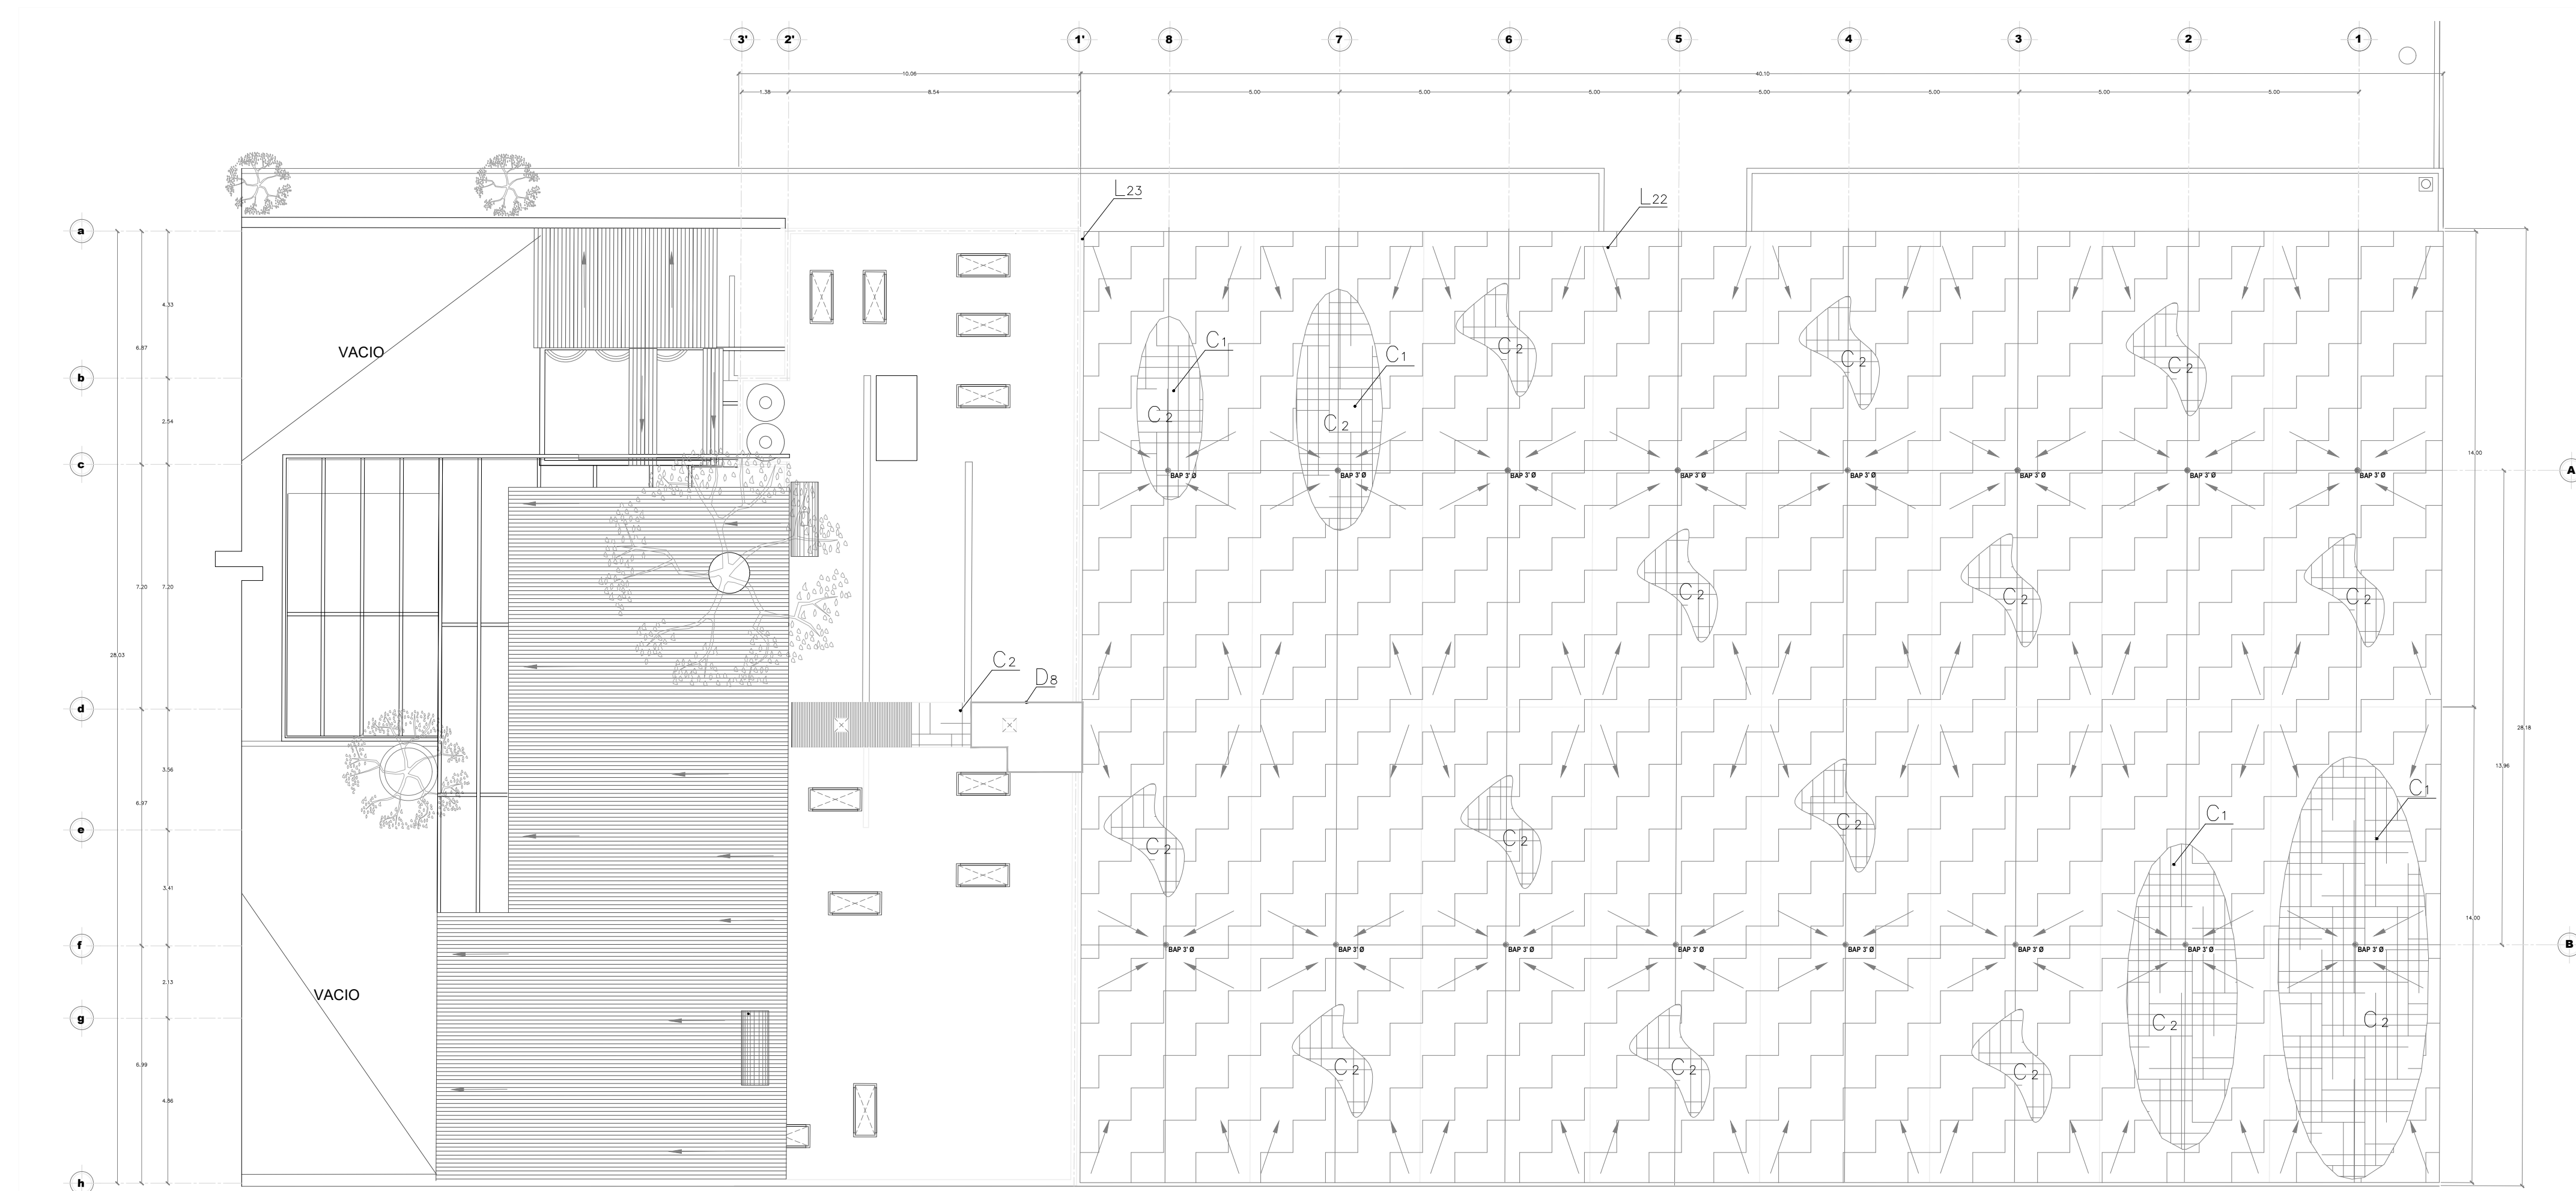 3' 2' 1' 8 7 6 5 4 3 2 1
10,06 40,10
1,38 8,54 5,00 5,00 5,00 5,00 5,00 5,00 5,00
L23 L22
a
4,33
C1 C1 C2 C2 C2
6,87 VACIO
b
C2 C2
2,54 14,00
c A
BAP 3' Ø BAP 3' Ø BAP 3' Ø BAP 3' Ø BAP 3' Ø BAP 3' Ø BAP 3' Ø BAP 3' Ø
7,20 7,20 C2 C2 C2
28,03 C2 D8
d
28,18
3,56 13,96
6,97 C1 C1
e C2 C2 C2
3,41 14,00
f B
BAP 3' Ø BAP 3' Ø BAP 3' Ø BAP 3' Ø BAP 3' Ø BAP 3' Ø BAP 3' Ø BAP 3' Ø
2,13 VACIO
g C2 C2
6,99 C2 C2 C2
4,86
h